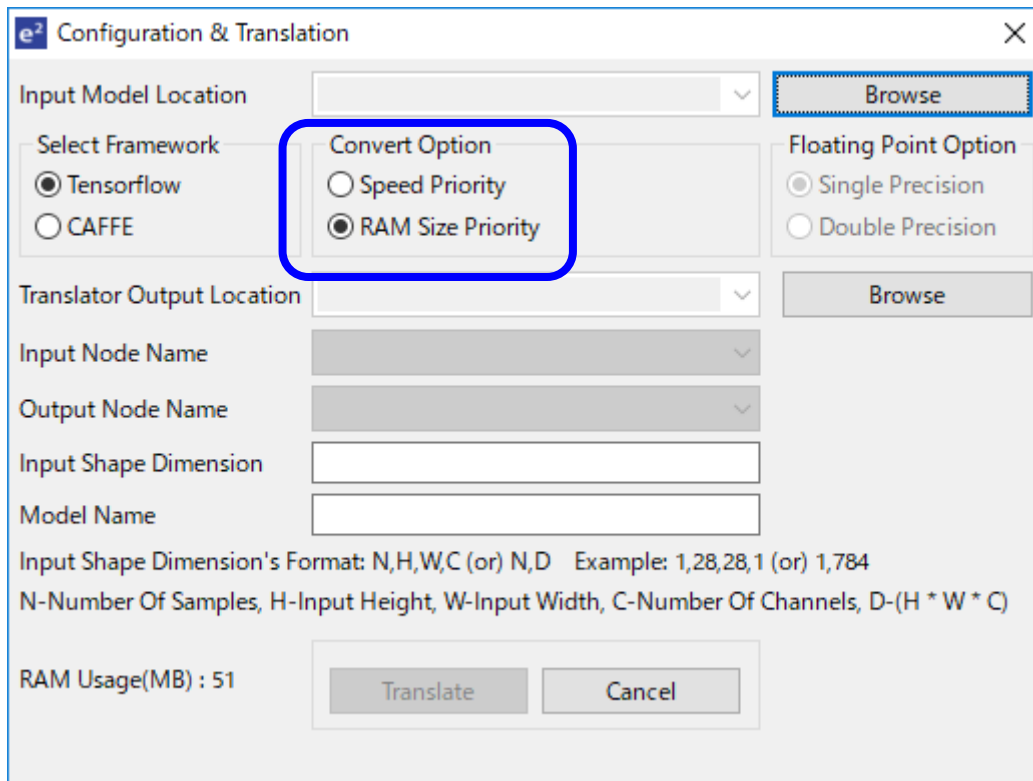 e² Configuration & Translation
Input Model Location Browse
Select Framework Convert Option Floating Point Option
Tensorflow Speed Priority Single Precision
CAFFE RAM Size Priority Double Precision
Translator Output Location Browse
Input Node Name
Output Node Name
Input Shape Dimension
Model Name
Input Shape Dimension's Format: N,H,W,C (or) N,D Example: 1,28,28,1 (or) 1,784
N-Number Of Samples, H-Input Height, W-Input Width, C-Number Of Channels, D-(H * W * C)
RAM Usage(MB) : 51 Translate Cancel